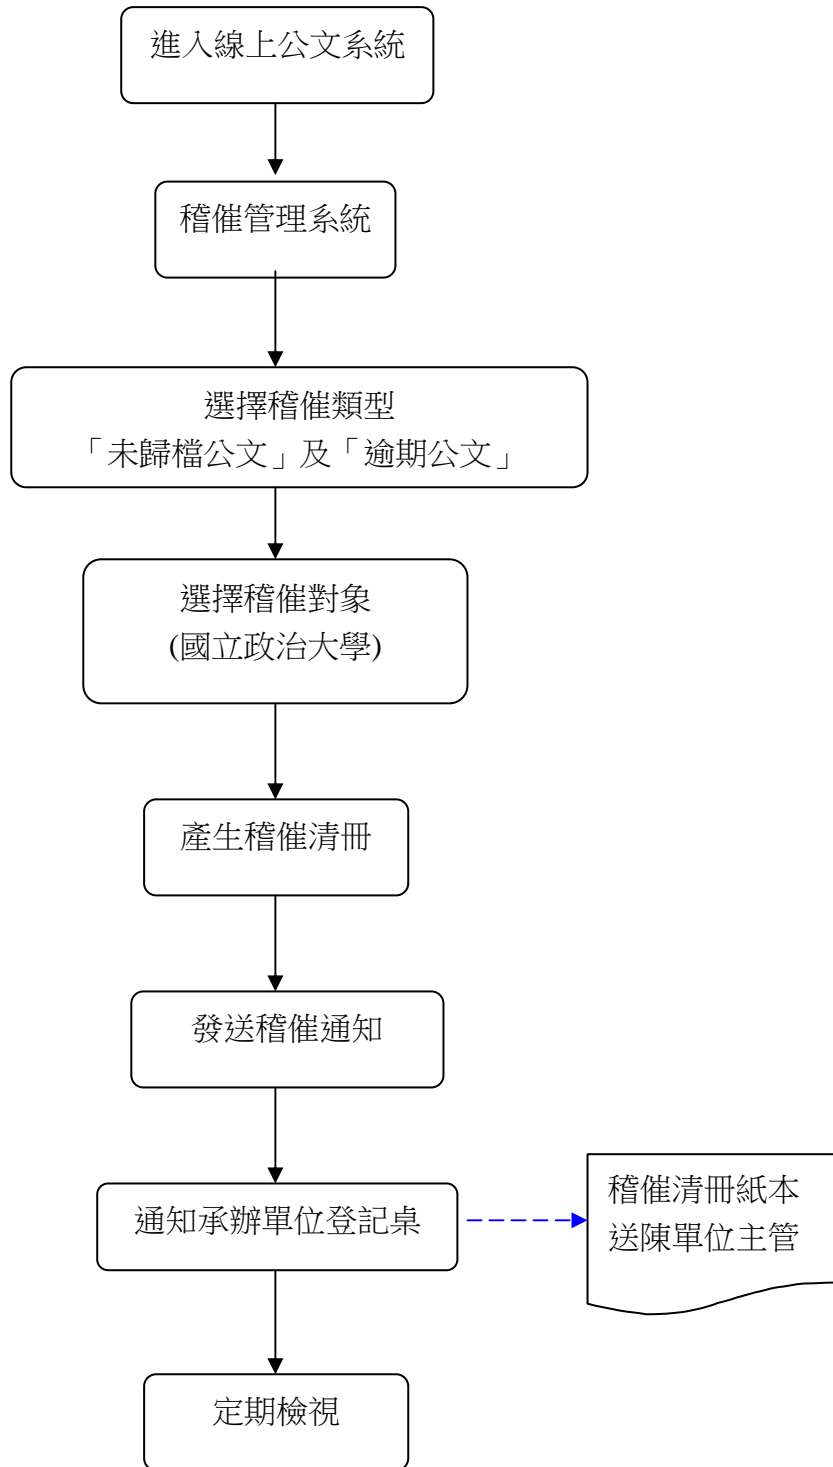 進入線上公文系統
稽催管理系統
選擇稽催類型
「未歸檔公文」及「逾期公文」
選擇稽催對象
(國立政治大學)
產生稽催清冊
發送稽催通知
通知承辦單位登記桌
稽催清冊紙本
送陳單位主管
定期檢視